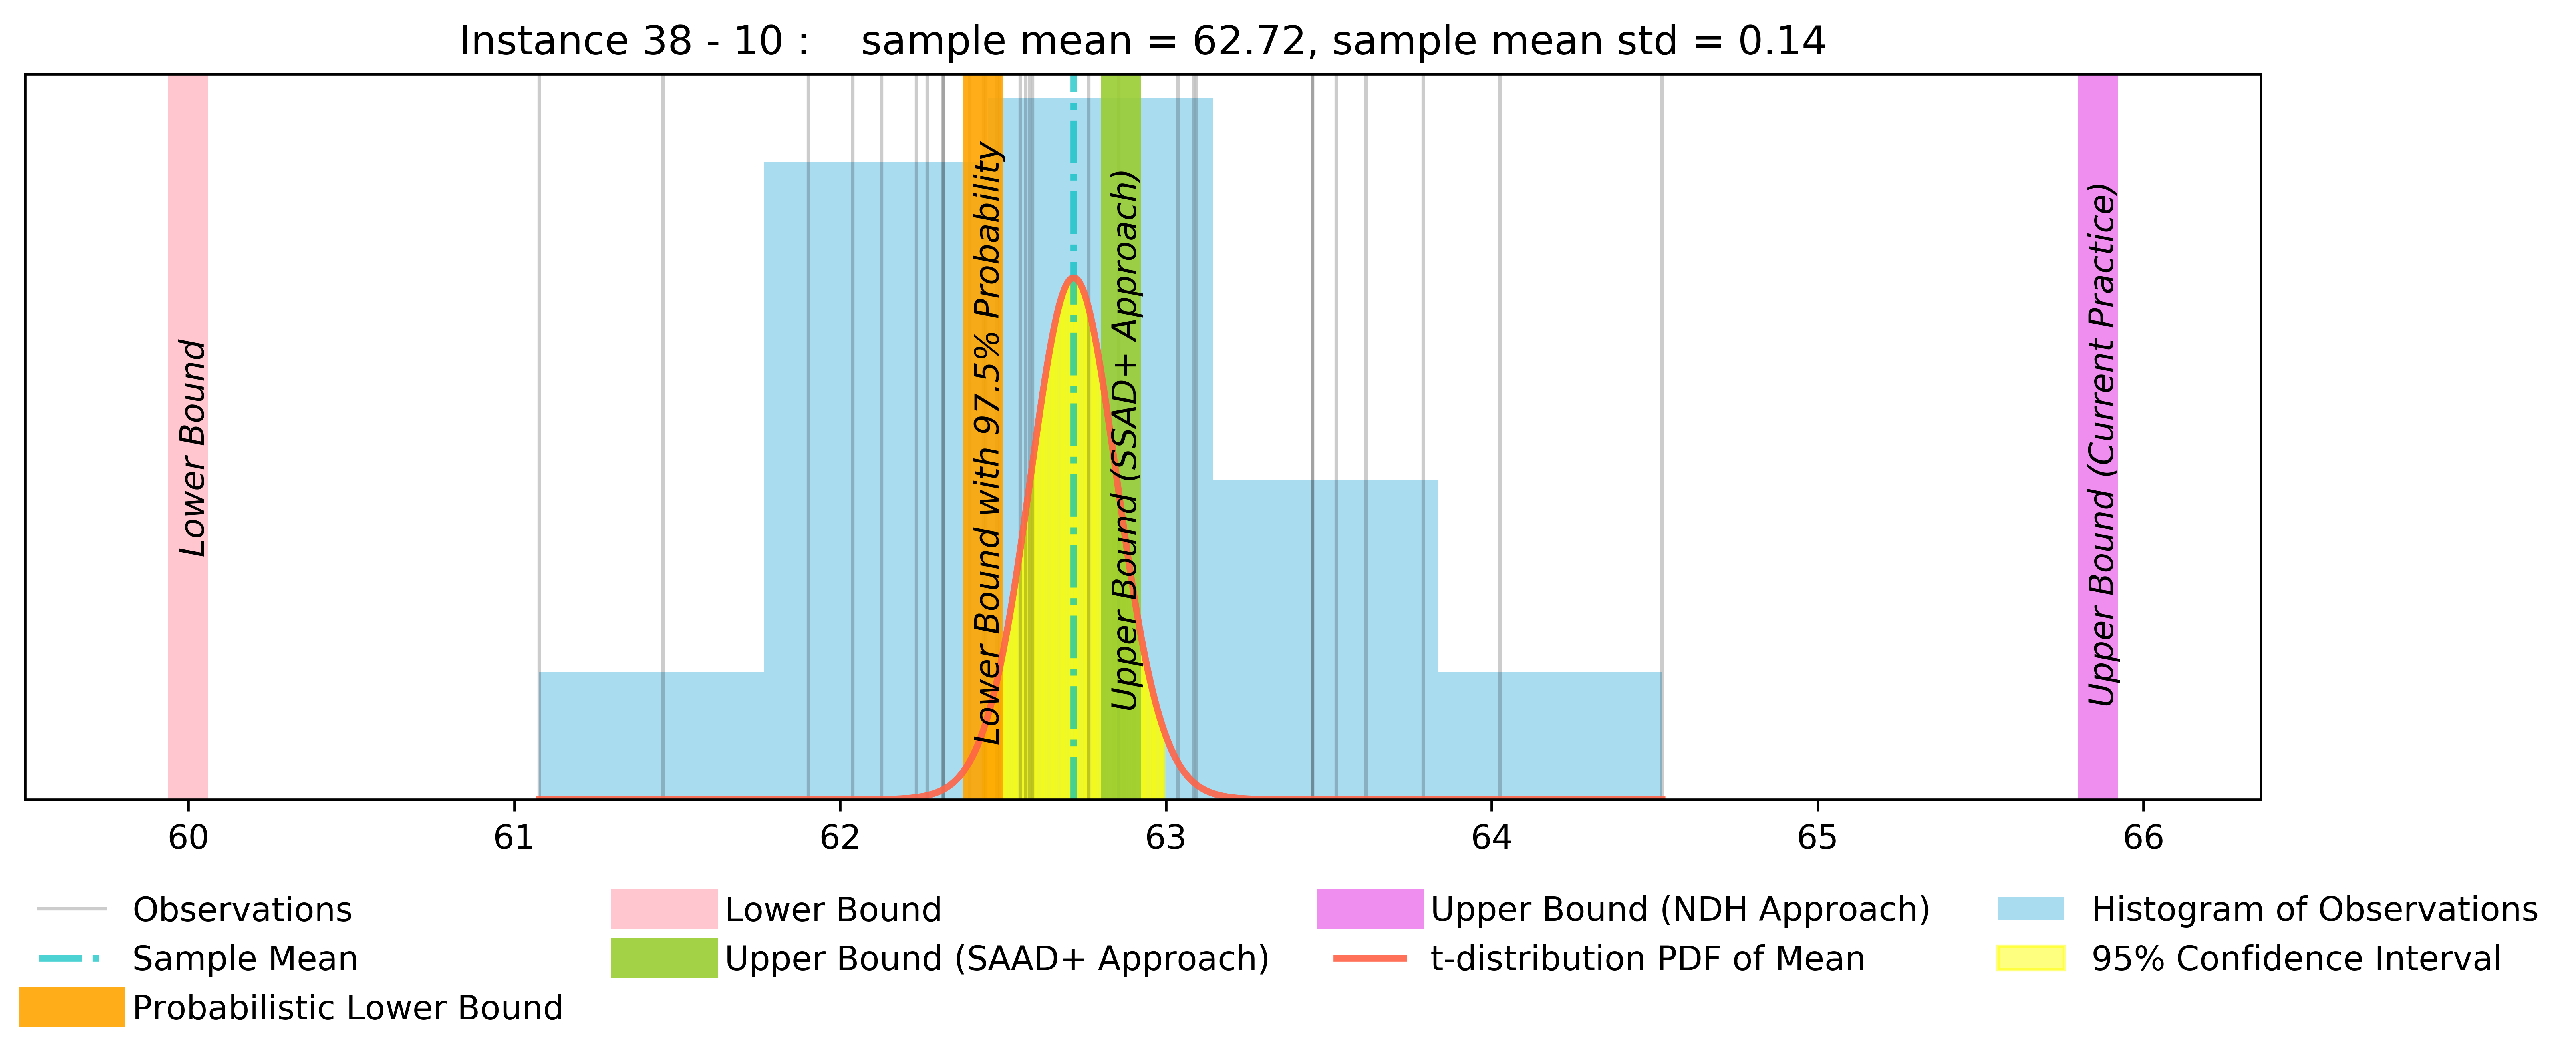 Instance 38 - 10 :    sample mean = 62.72, sample mean std = 0.14
Lower Bound
Lower Bound with 97.5% Probability
Upper Bound (SSAD+ Approach)
Upper Bound (Current Practice)
60 61 62 63 64 65 66
Observations
Sample Mean
Probabilistic Lower Bound
Lower Bound
Upper Bound (SAAD+ Approach)
Upper Bound (NDH Approach)
t-distribution PDF of Mean
Histogram of Observations
95% Confidence Interval